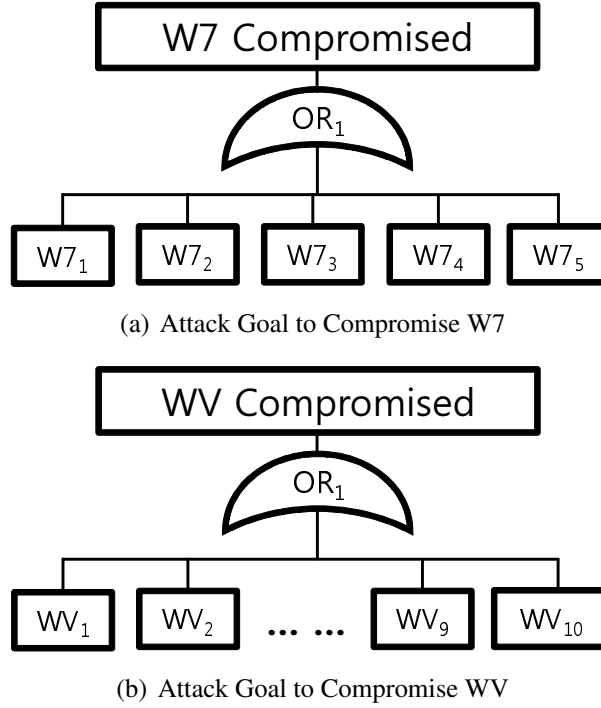 W7 Compromised
OR₁
W7₁ W7₂ W7₃ W7₄ W7₅
(a) Attack Goal to Compromise W7
WV Compromised
OR₁
WV₁ WV₂ ... ... WV₉ WV₁₀
(b) Attack Goal to Compromise WV